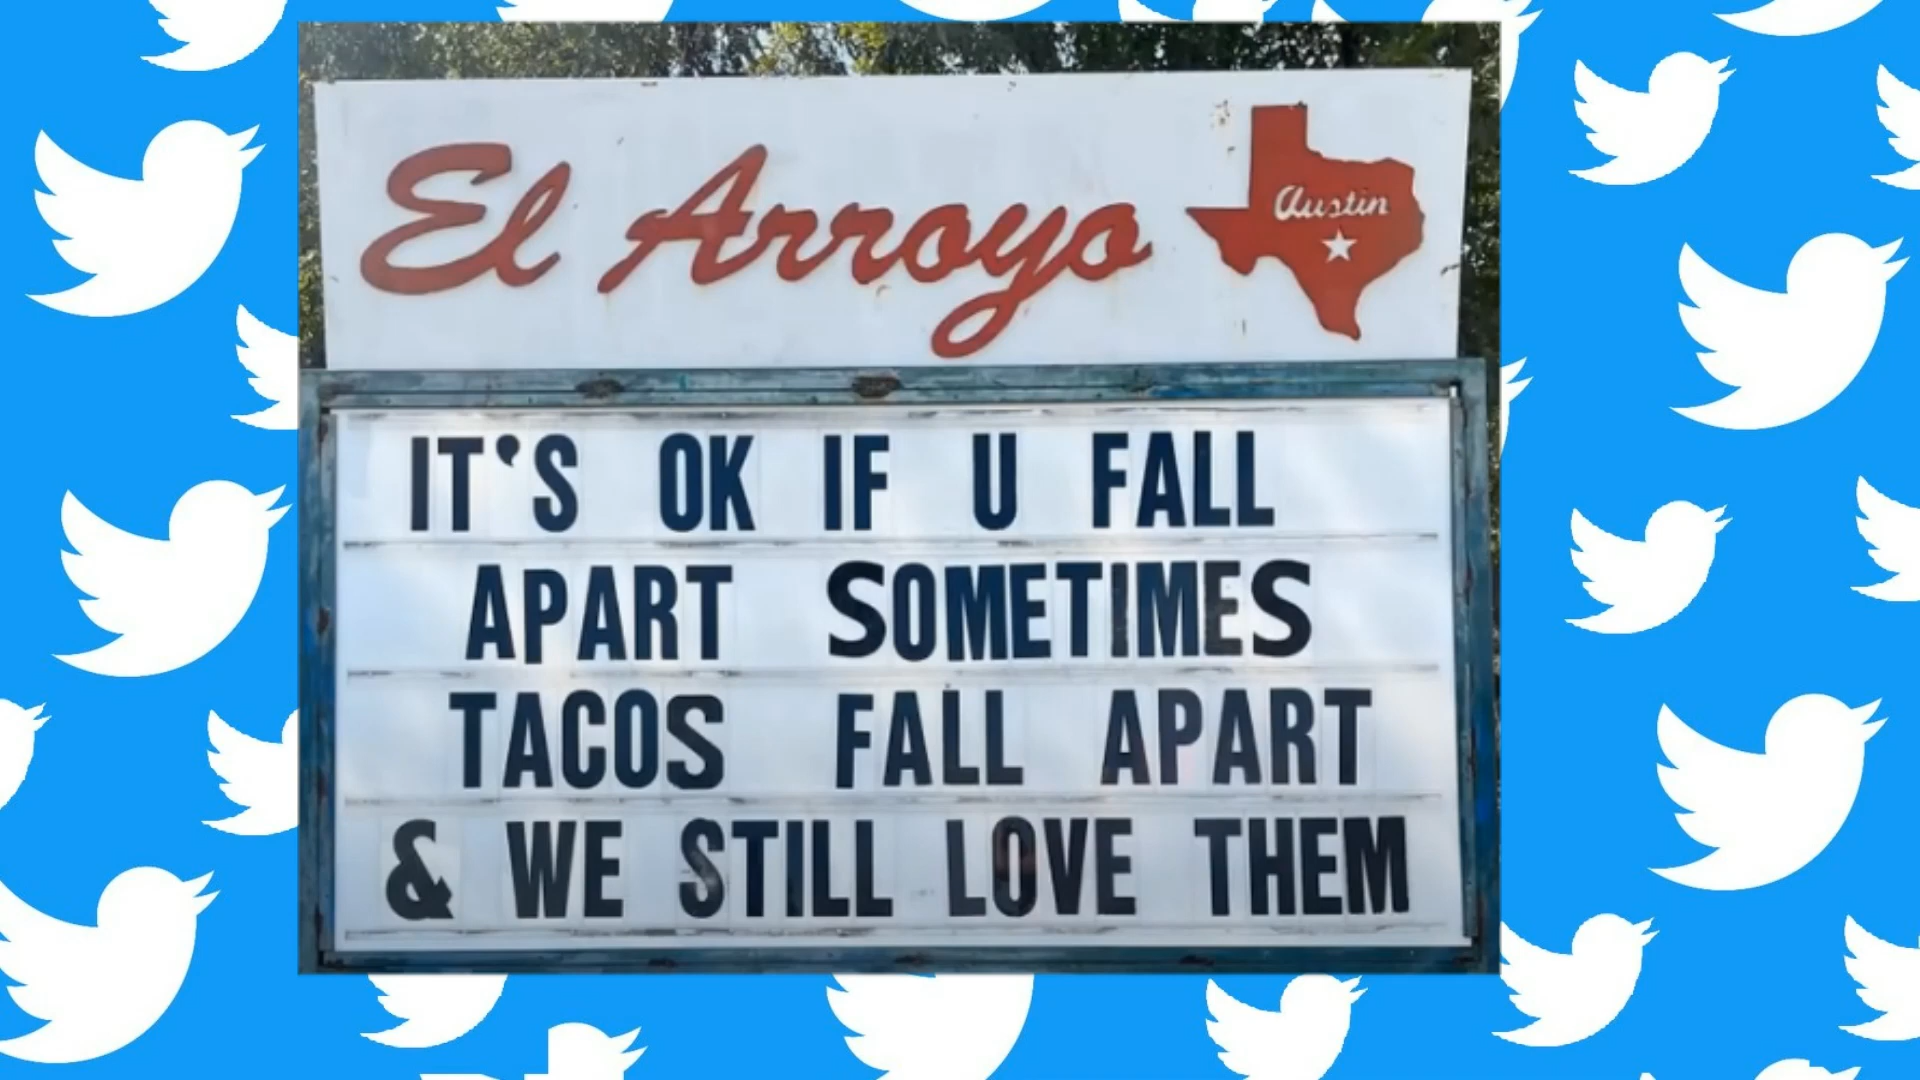 El Arroyo
Austin
IT'S OK IF U FALL
APART SOMETIMES
TACOS FALL APART
& WE STILL LOVE THEM